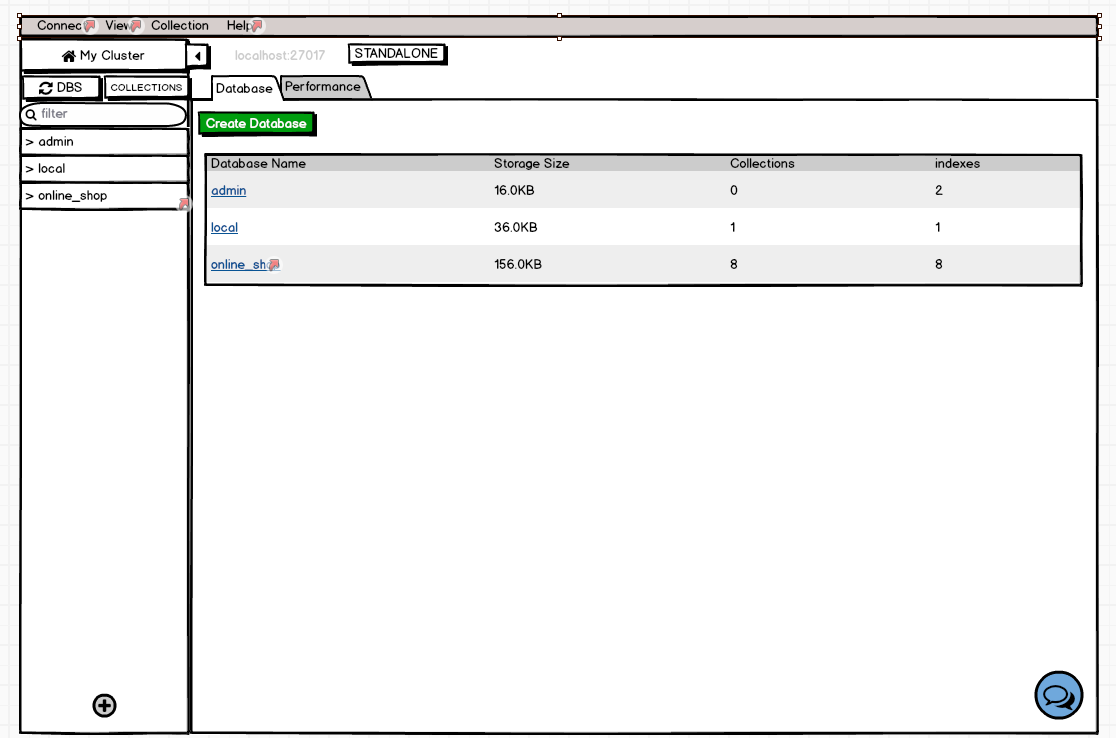 Connec View Collection Help
My Cluster localhost:27017 STANDALONE
DBS COLLECTIONS Database Performance
filter
Create Database
> admin
> local
> online_shop
Database Name Storage Size Collections indexes
admin 16.0KB 0 2
local 36.0KB 1 1
online_sh 156.0KB 8 8